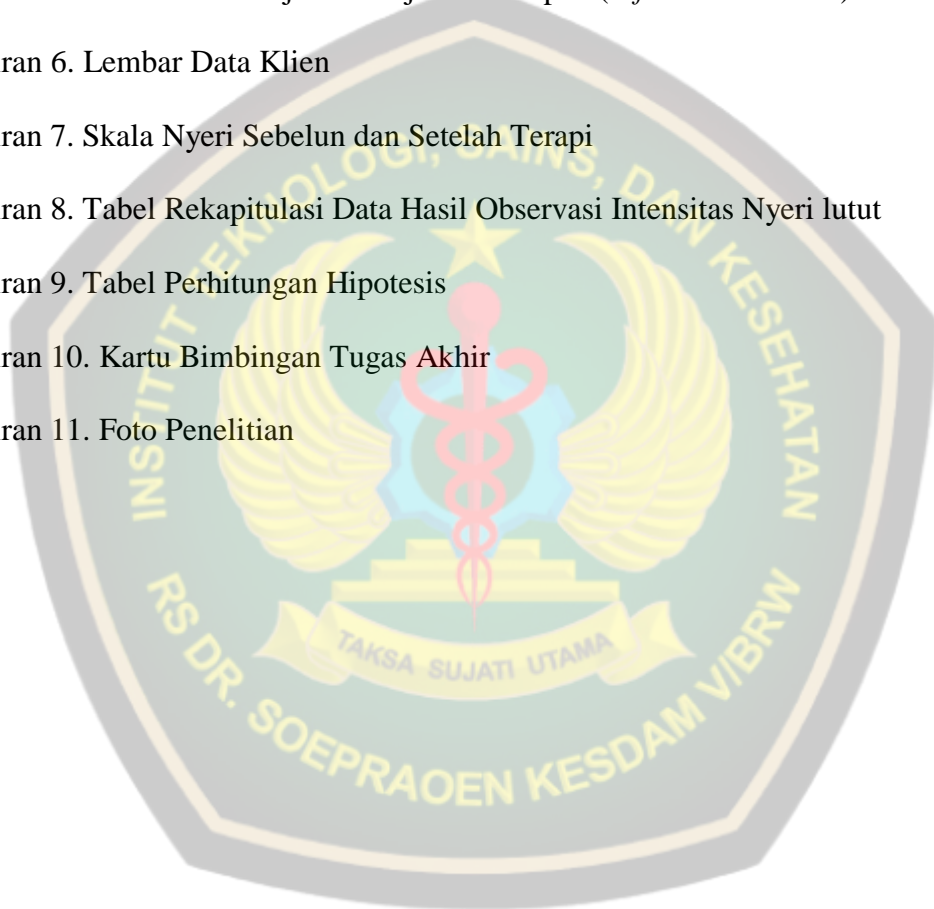 ran 6. Lembar Data Klien
ran 7. Skala Nyeri Sebelun dan Setelah Terapi
ran 8. Tabel Rekapitulasi Data Hasil Observasi Intensitas Nyeri lutut
ran 9. Tabel Perhitungan Hipotesis
ran 10. Kartu Bimbingan Tugas Akhir
ran 11. Foto Penelitian
INSTITUT TEKNOLOGI, SAINS, DAN KESEHATAN
TAKSA SUJATI UTAMA
RS DR. SOEPRAOEN KESDAM V/BRW